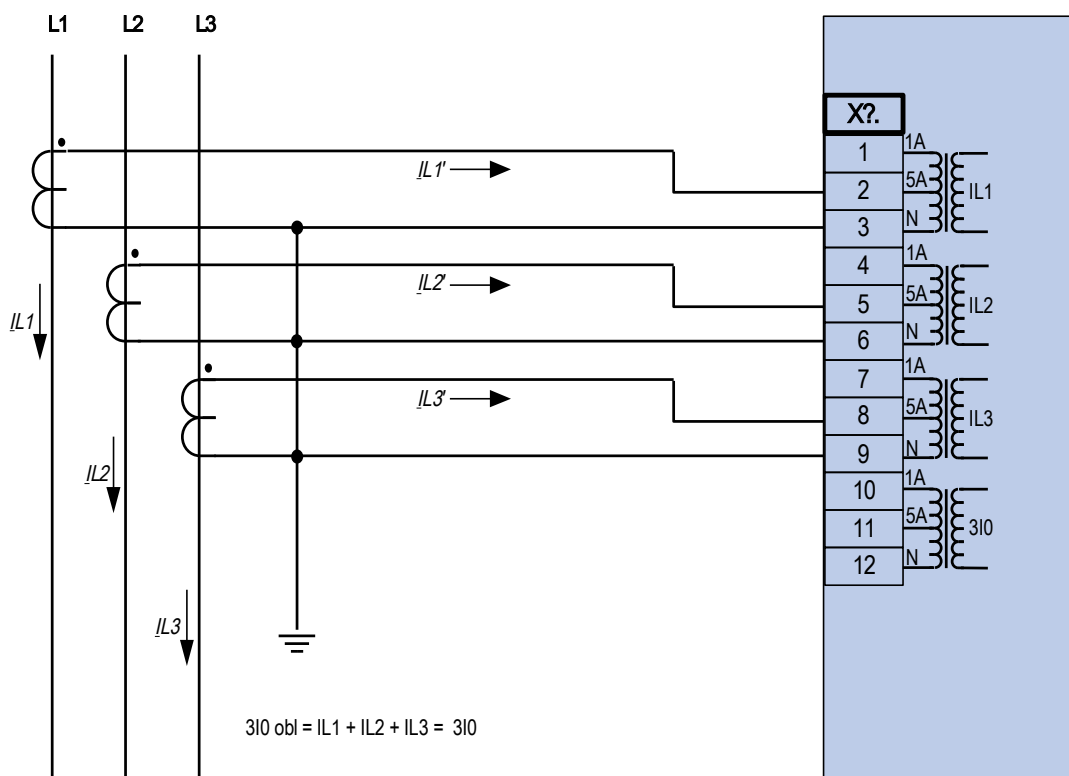 L1 L2 L3
X?.
1 1A
IL1'
2 5A IL1
3 N
4 1A
IL2'
5 5A IL2
IL1
6 N
7 1A
IL3'
8 5A IL3
9 N
IL2
10 1A
11 5A 3I0
12 N
IL3
3I0 obl = IL1 + IL2 + IL3 = 3I0